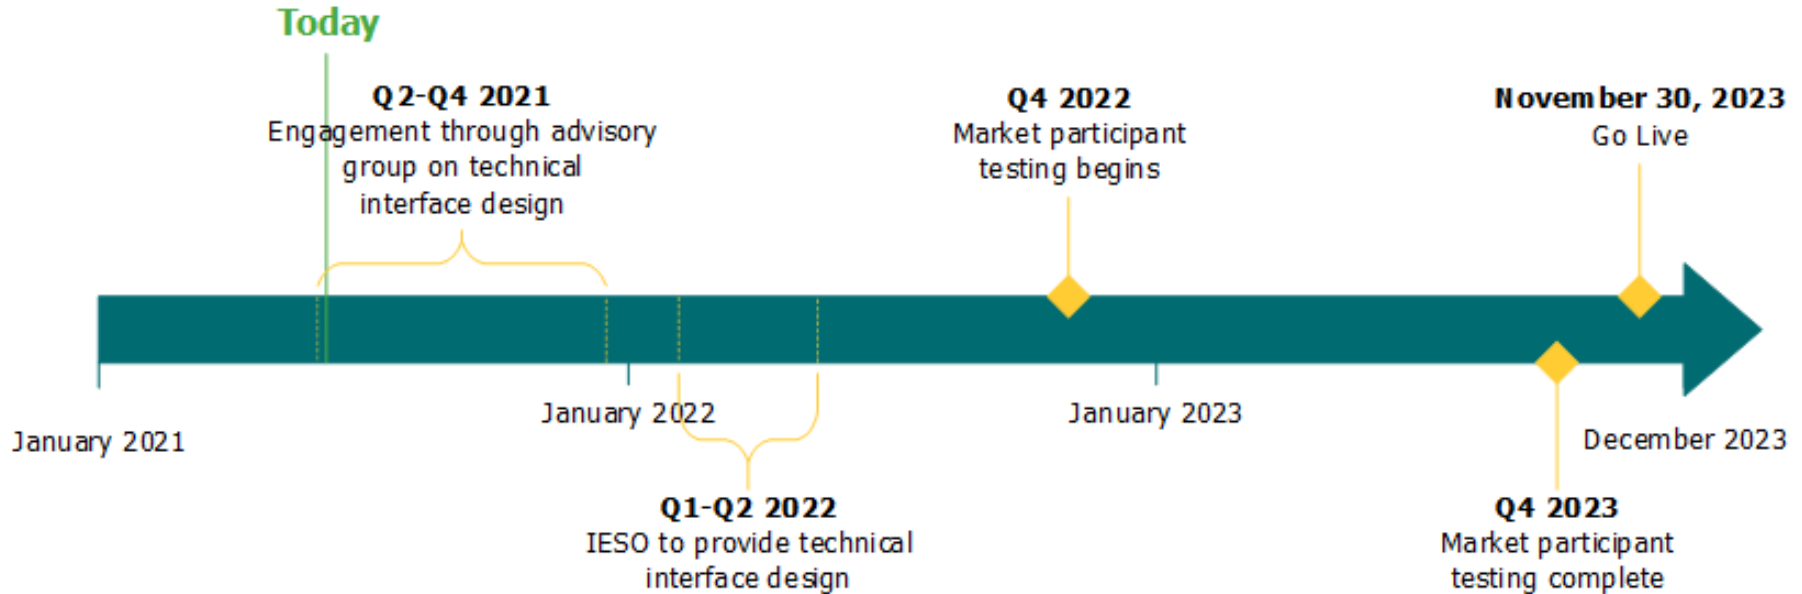 Today
Q2-Q4 2021
Engagement through advisory
group on technical
interface design
Q4 2022
Market participant
testing begins
November 30, 2023
Go Live
January 2021
January 2022
January 2023
December 2023
Q1-Q2 2022
IESO to provide technical
interface design
Q4 2023
Market participant
testing complete